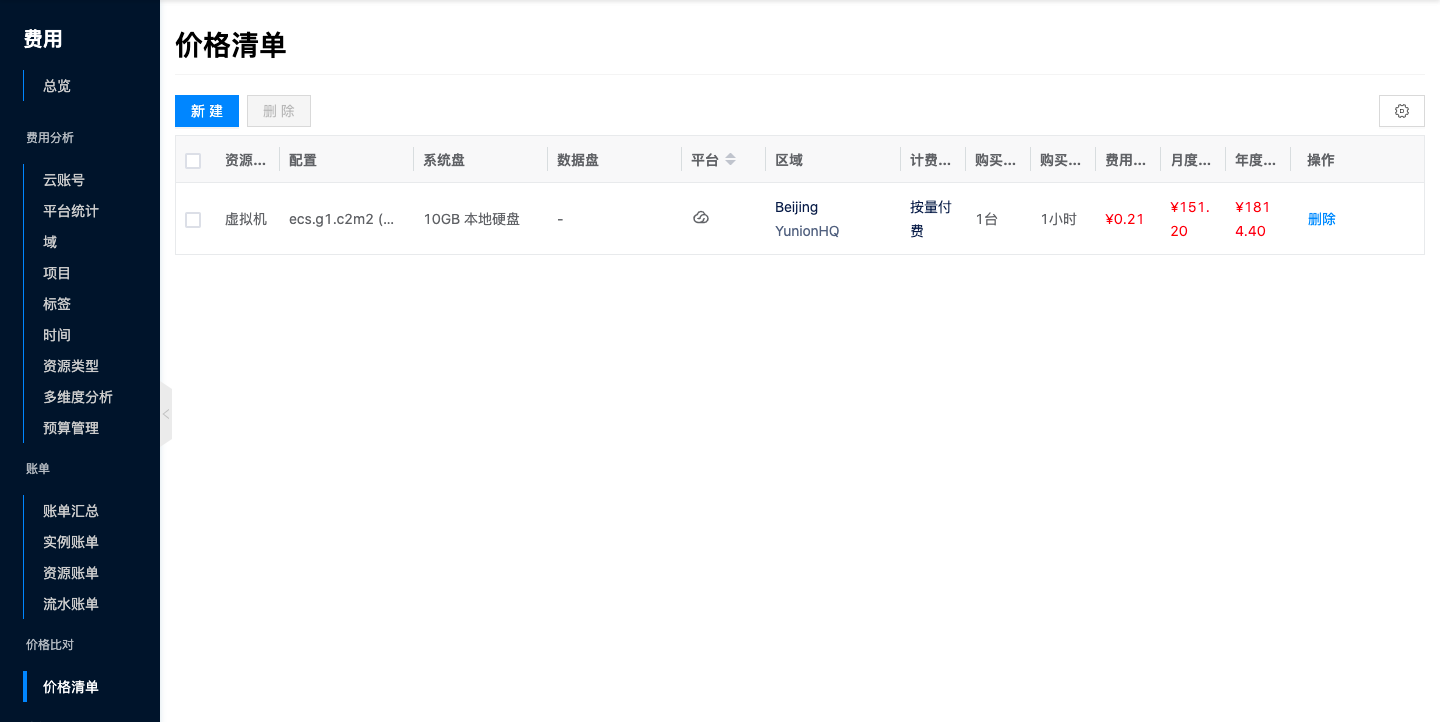 费用
总览
费用分析
云账号
平台统计
域
项目
标签
时间
资源类型
多维度分析
预算管理
账单
账单汇总
实例账单
资源账单
流水账单
价格比对
价格清单
价格清单
新 建 删 除
资源... 配置 系统盘 数据盘 平台 区域 计费... 购买... 购买... 费用... 月度... 年度... 操作
虚拟机 ecs.g1.c2m2 (... 10GB 本地硬盘 - Beijing YunionHQ 按量付费 1台 1小时 ¥0.21 ¥151.20 ¥1814.40 删除